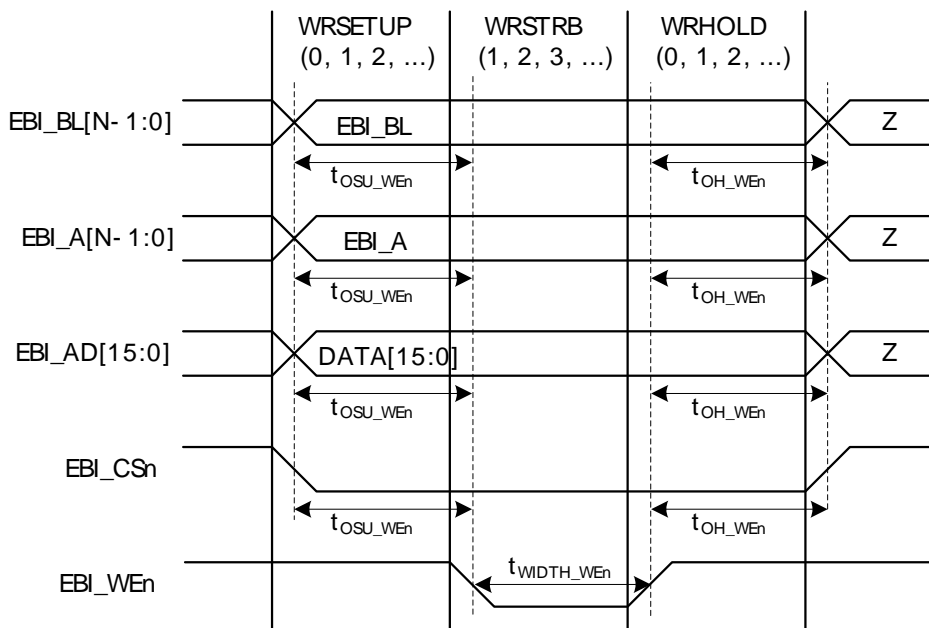 WRSETUP WRSTRB WRHOLD
(0, 1, 2, ...) (1, 2, 3, ...) (0, 1, 2, ...)
EBI_BL[N-1:0] EBI_BL Z
tOSU_WEn tOH_WEn
EBI_A[N-1:0] EBI_A Z
tOSU_WEn tOH_WEn
EBI_AD[15:0] DATA[15:0] Z
tOSU_WEn tOH_WEn
EBI_CSn
tOSU_WEn tOH_WEn
EBI_WEn tWIDTH_WEn